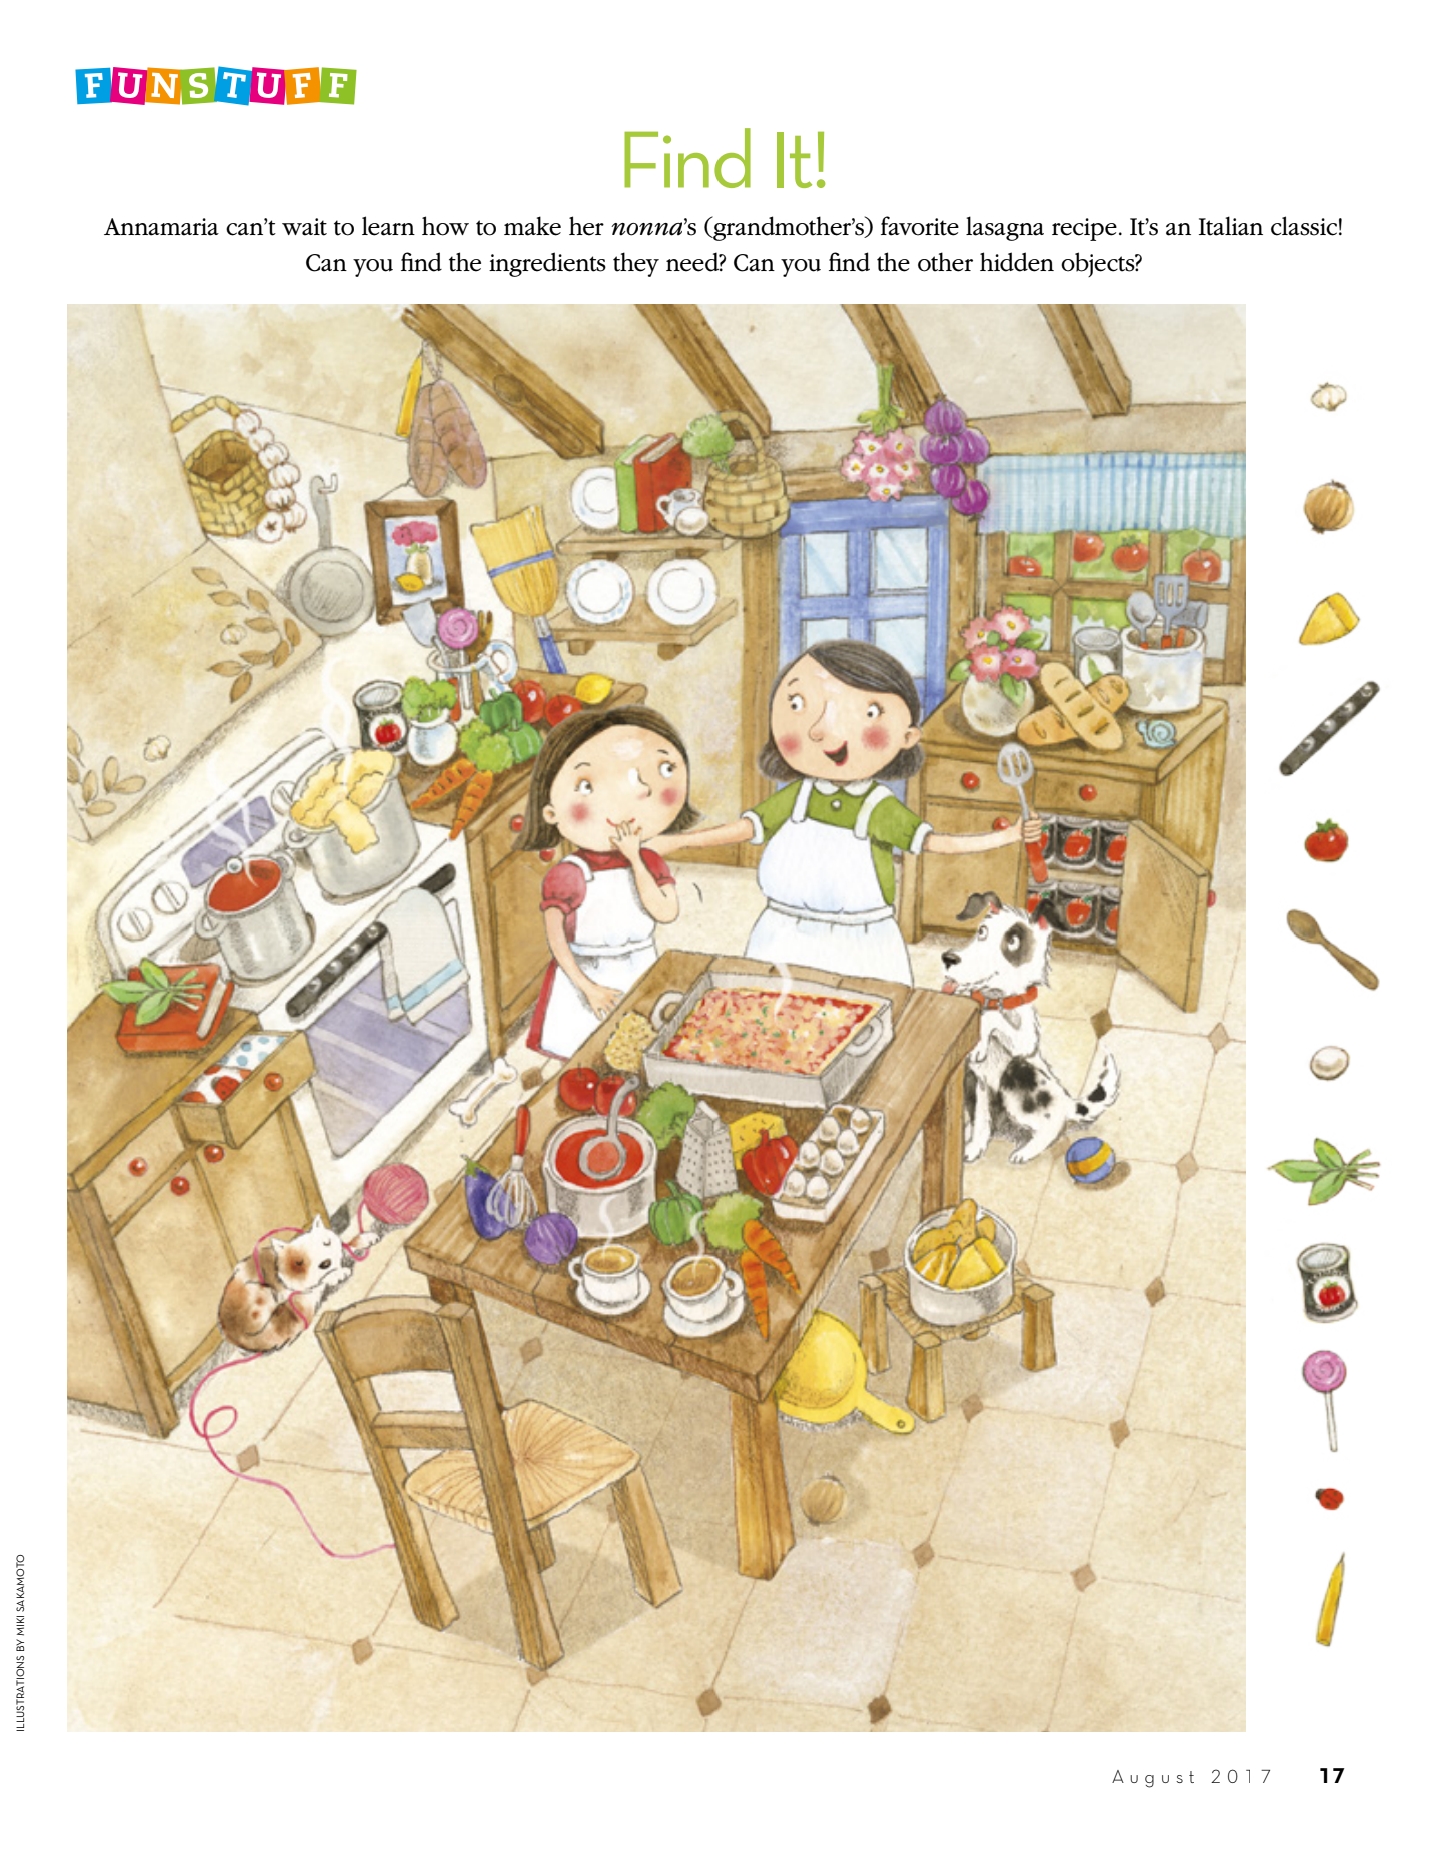 FUNSTUFF
Find It!
Annamaria can’t wait to learn how to make her nonna’s (grandmother’s) favorite lasagna recipe. It’s an Italian classic!
Can you find the ingredients they need? Can you find the other hidden objects?
ILLUSTRATIONS BY MIKI SAKAMOTO
August 2017 17